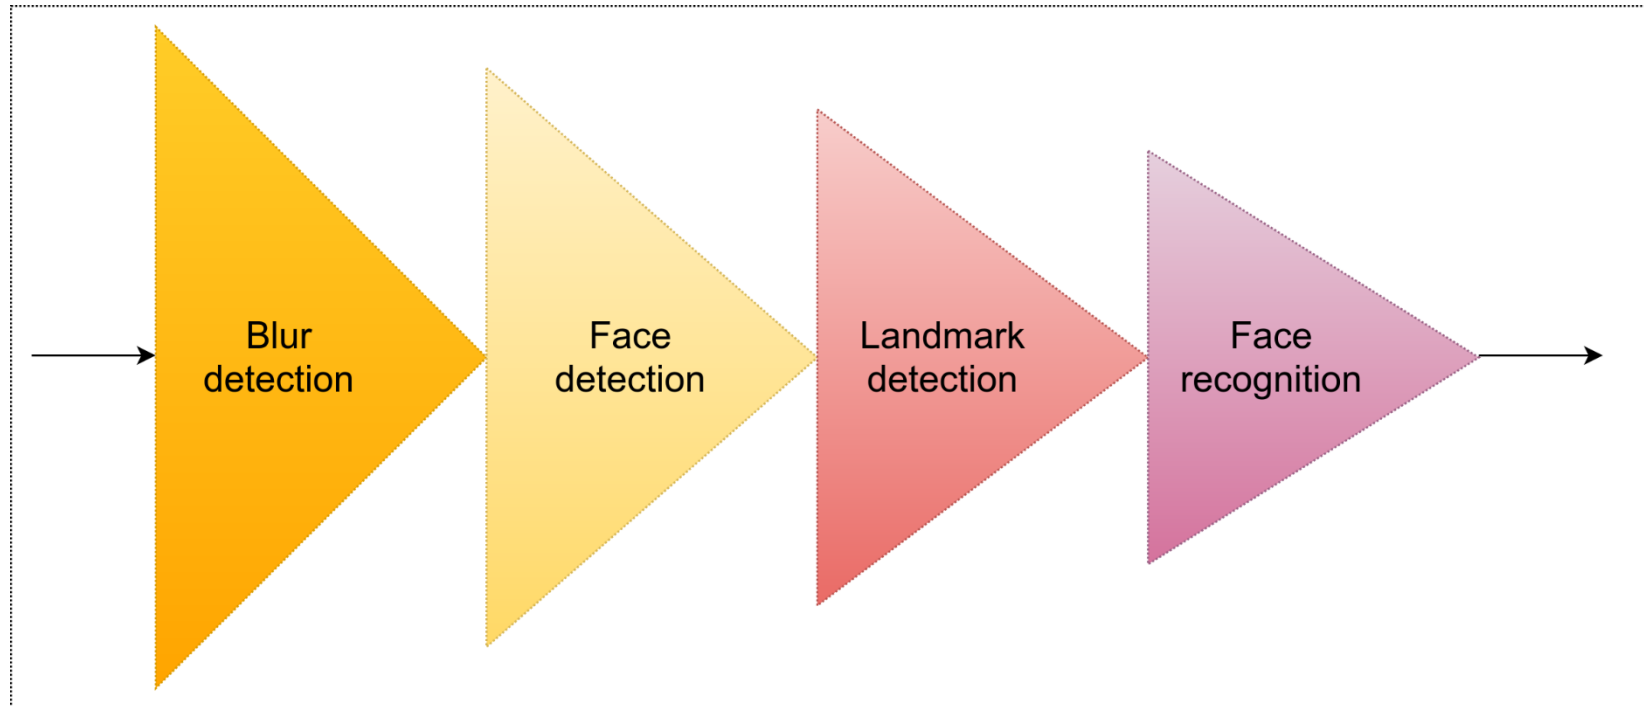 Blur
detection
Face
detection
Landmark
detection
Face
recognition